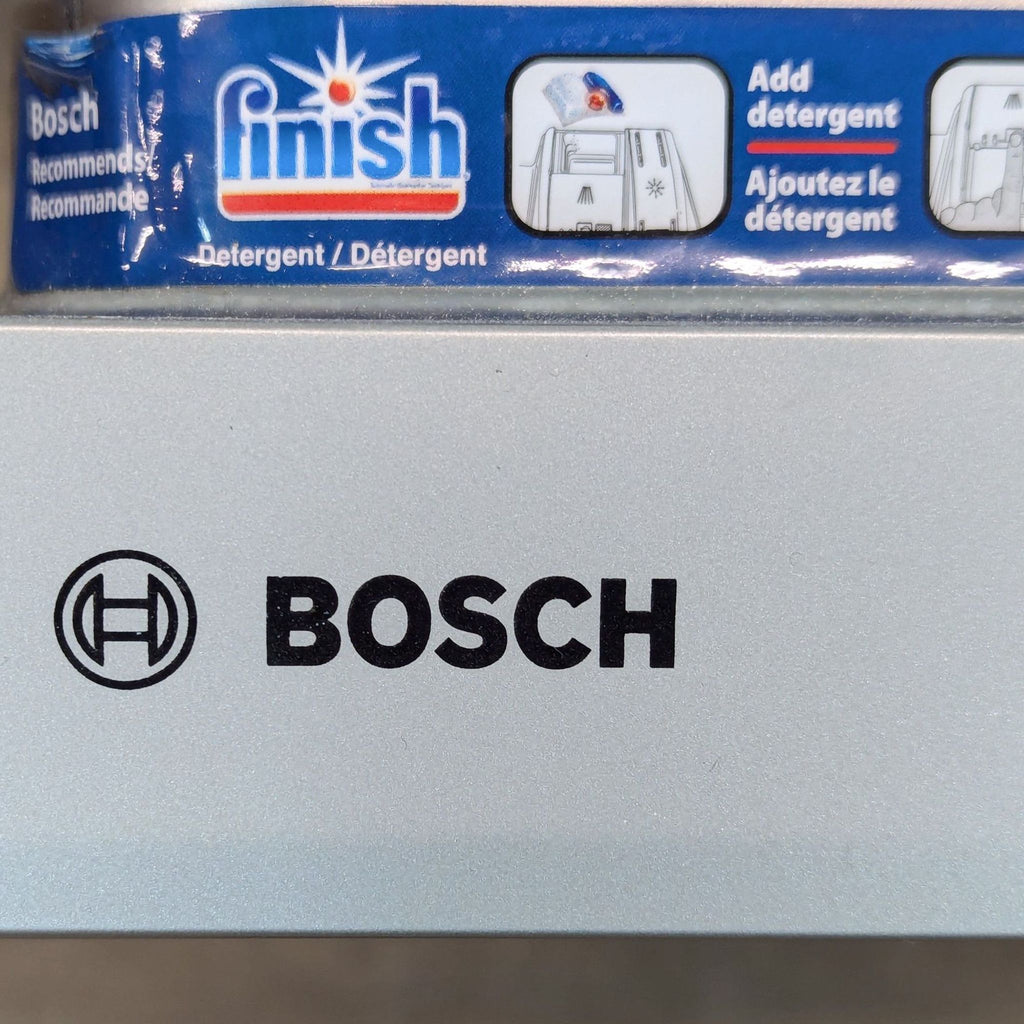 Bosch
Recommends
Recommande
finish
Detergent / Détergent
Add
detergent
Ajoutez le
détergent
BOSCH